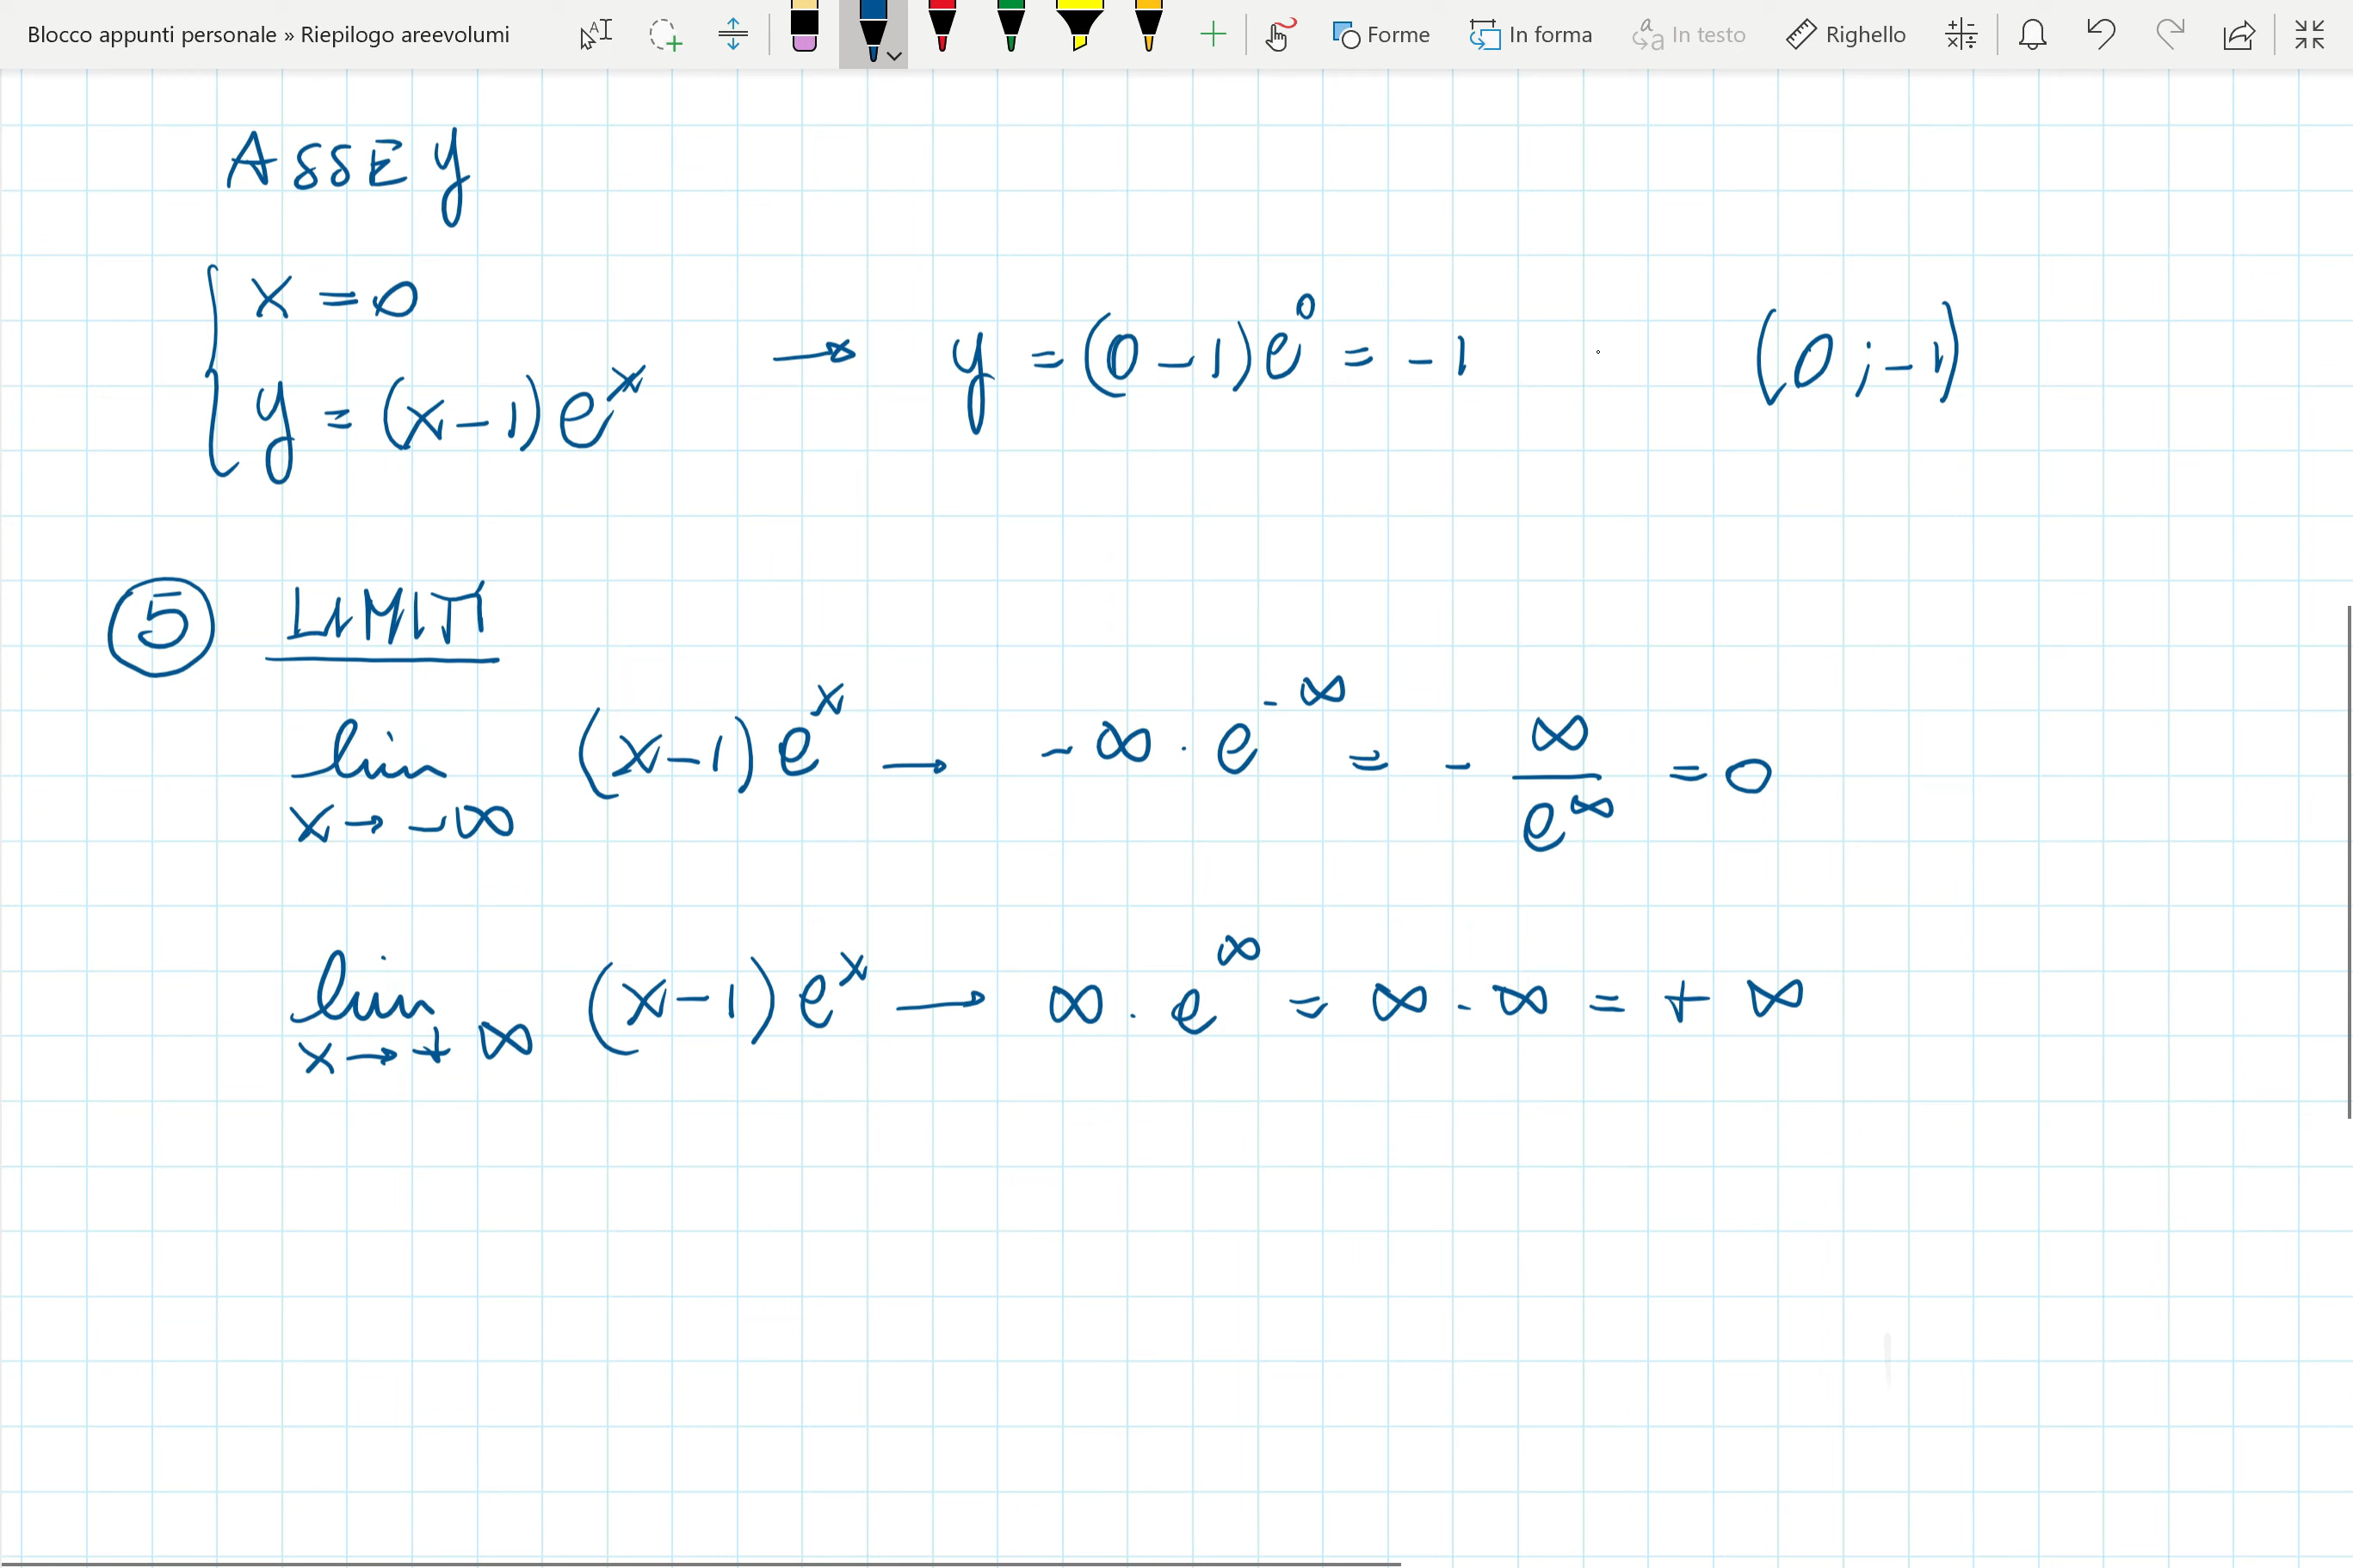 Blocco appunti personale » Riepilogo areevolumi Forme In forma In testo Righello
ASSE y
x = 0
y = (x-1) e^x → y = (0-1) e^0 = -1 (0 ; -1)
5 LIMITI
lim (x-1) e^x → -∞ · e^-∞ = - ∞/e^∞ = 0
x → -∞
lim (x-1) e^x → ∞ · e^∞ = ∞ · ∞ = + ∞
x → + ∞